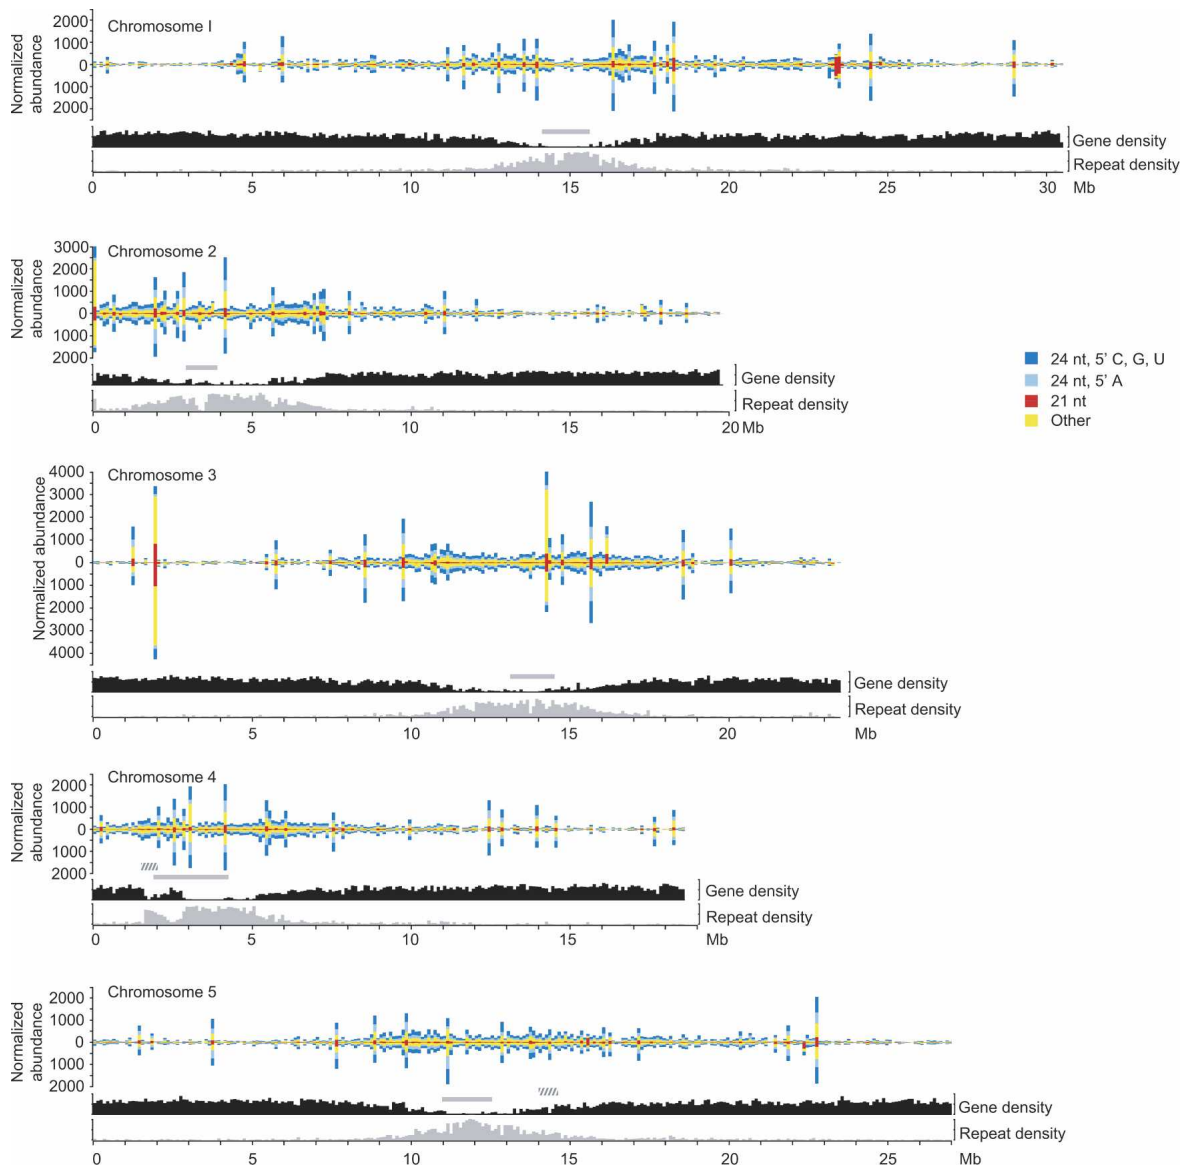 Chromosome I
Normalized
abundance
2000
1000
0
1000
2000
Gene density
Repeat density
0 5 10 15 20 25 30 Mb
Chromosome 2
Normalized
abundance
3000
2000
1000
0
1000
2000
Gene density
Repeat density
0 5 10 15 20 Mb
24 nt, 5' C, G, U
24 nt, 5' A
21 nt
Other
Chromosome 3
Normalized abundance
4000
3000
2000
1000
0
1000
2000
3000
4000
Gene density
Repeat density
0 5 10 15 20 Mb
Chromosome 4
Normalized
abundance
2000
1000
0
1000
2000
Gene density
Repeat density
0 5 10 15 Mb
Chromosome 5
Normalized
abundance
2000
1000
0
1000
2000
Gene density
Repeat density
0 5 10 15 20 25 Mb